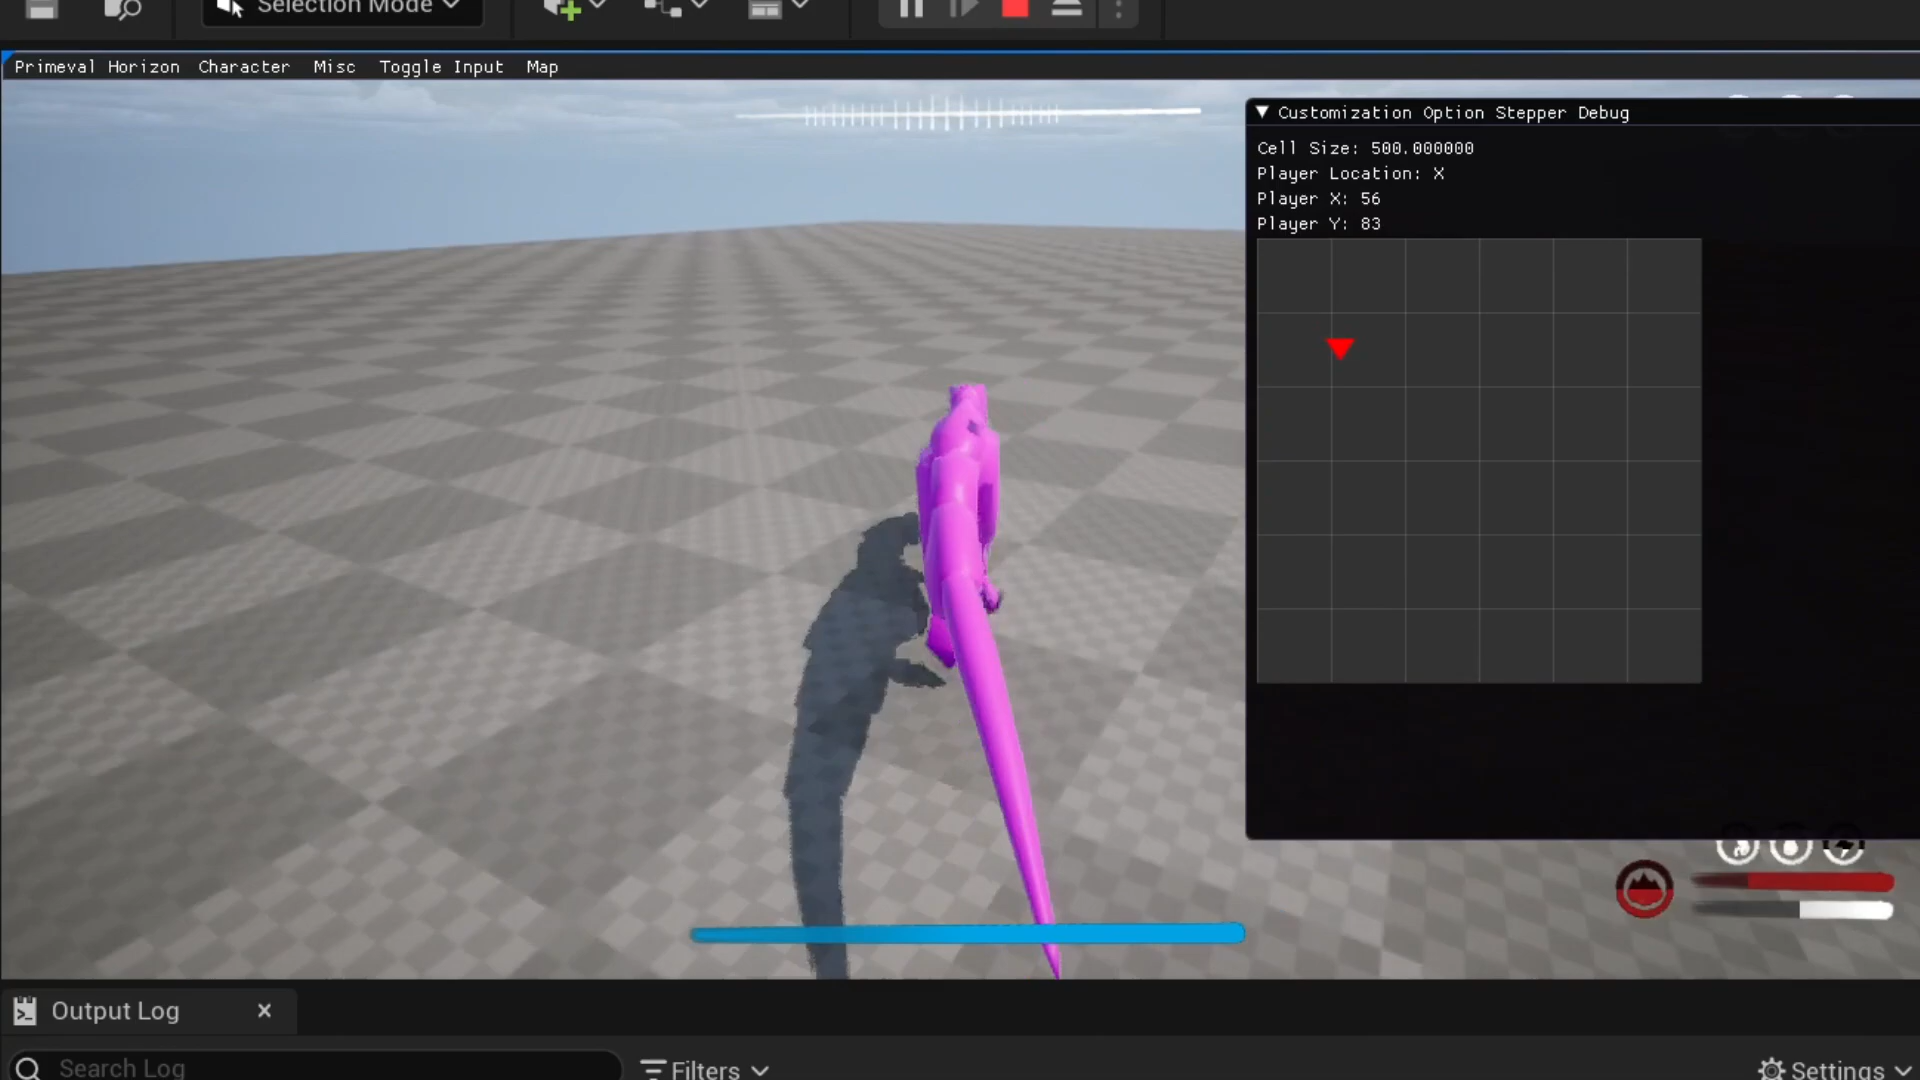 Selection Mode
Primeval Horizon Character Misc Toggle Input Map
Customization Option Stepper Debug
Cell Size: 500.000000
Player Location: X
Player X: 56
Player Y: 83
Output Log
Search Log
Filters
Settings